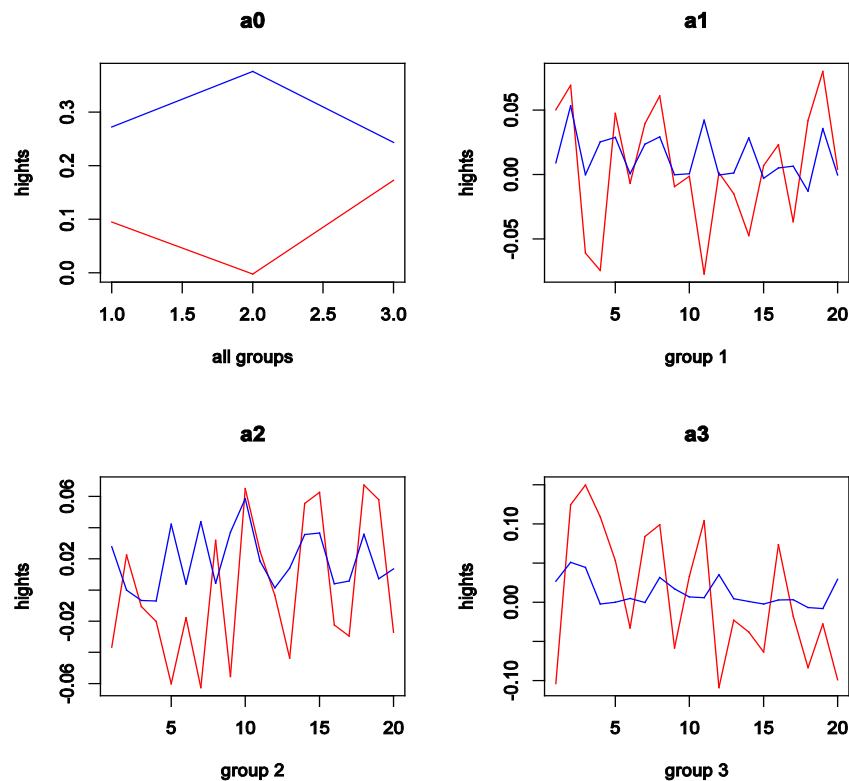 a0
hights
0.0 0.1 0.2 0.3
1.0 1.5 2.0 2.5 3.0
all groups
a1
hights
-0.05 0.00 0.05
5 10 15 20
group 1
a2
hights
-0.06 -0.02 0.02 0.06
5 10 15 20
group 2
a3
hights
-0.10 0.00 0.10
5 10 15 20
group 3